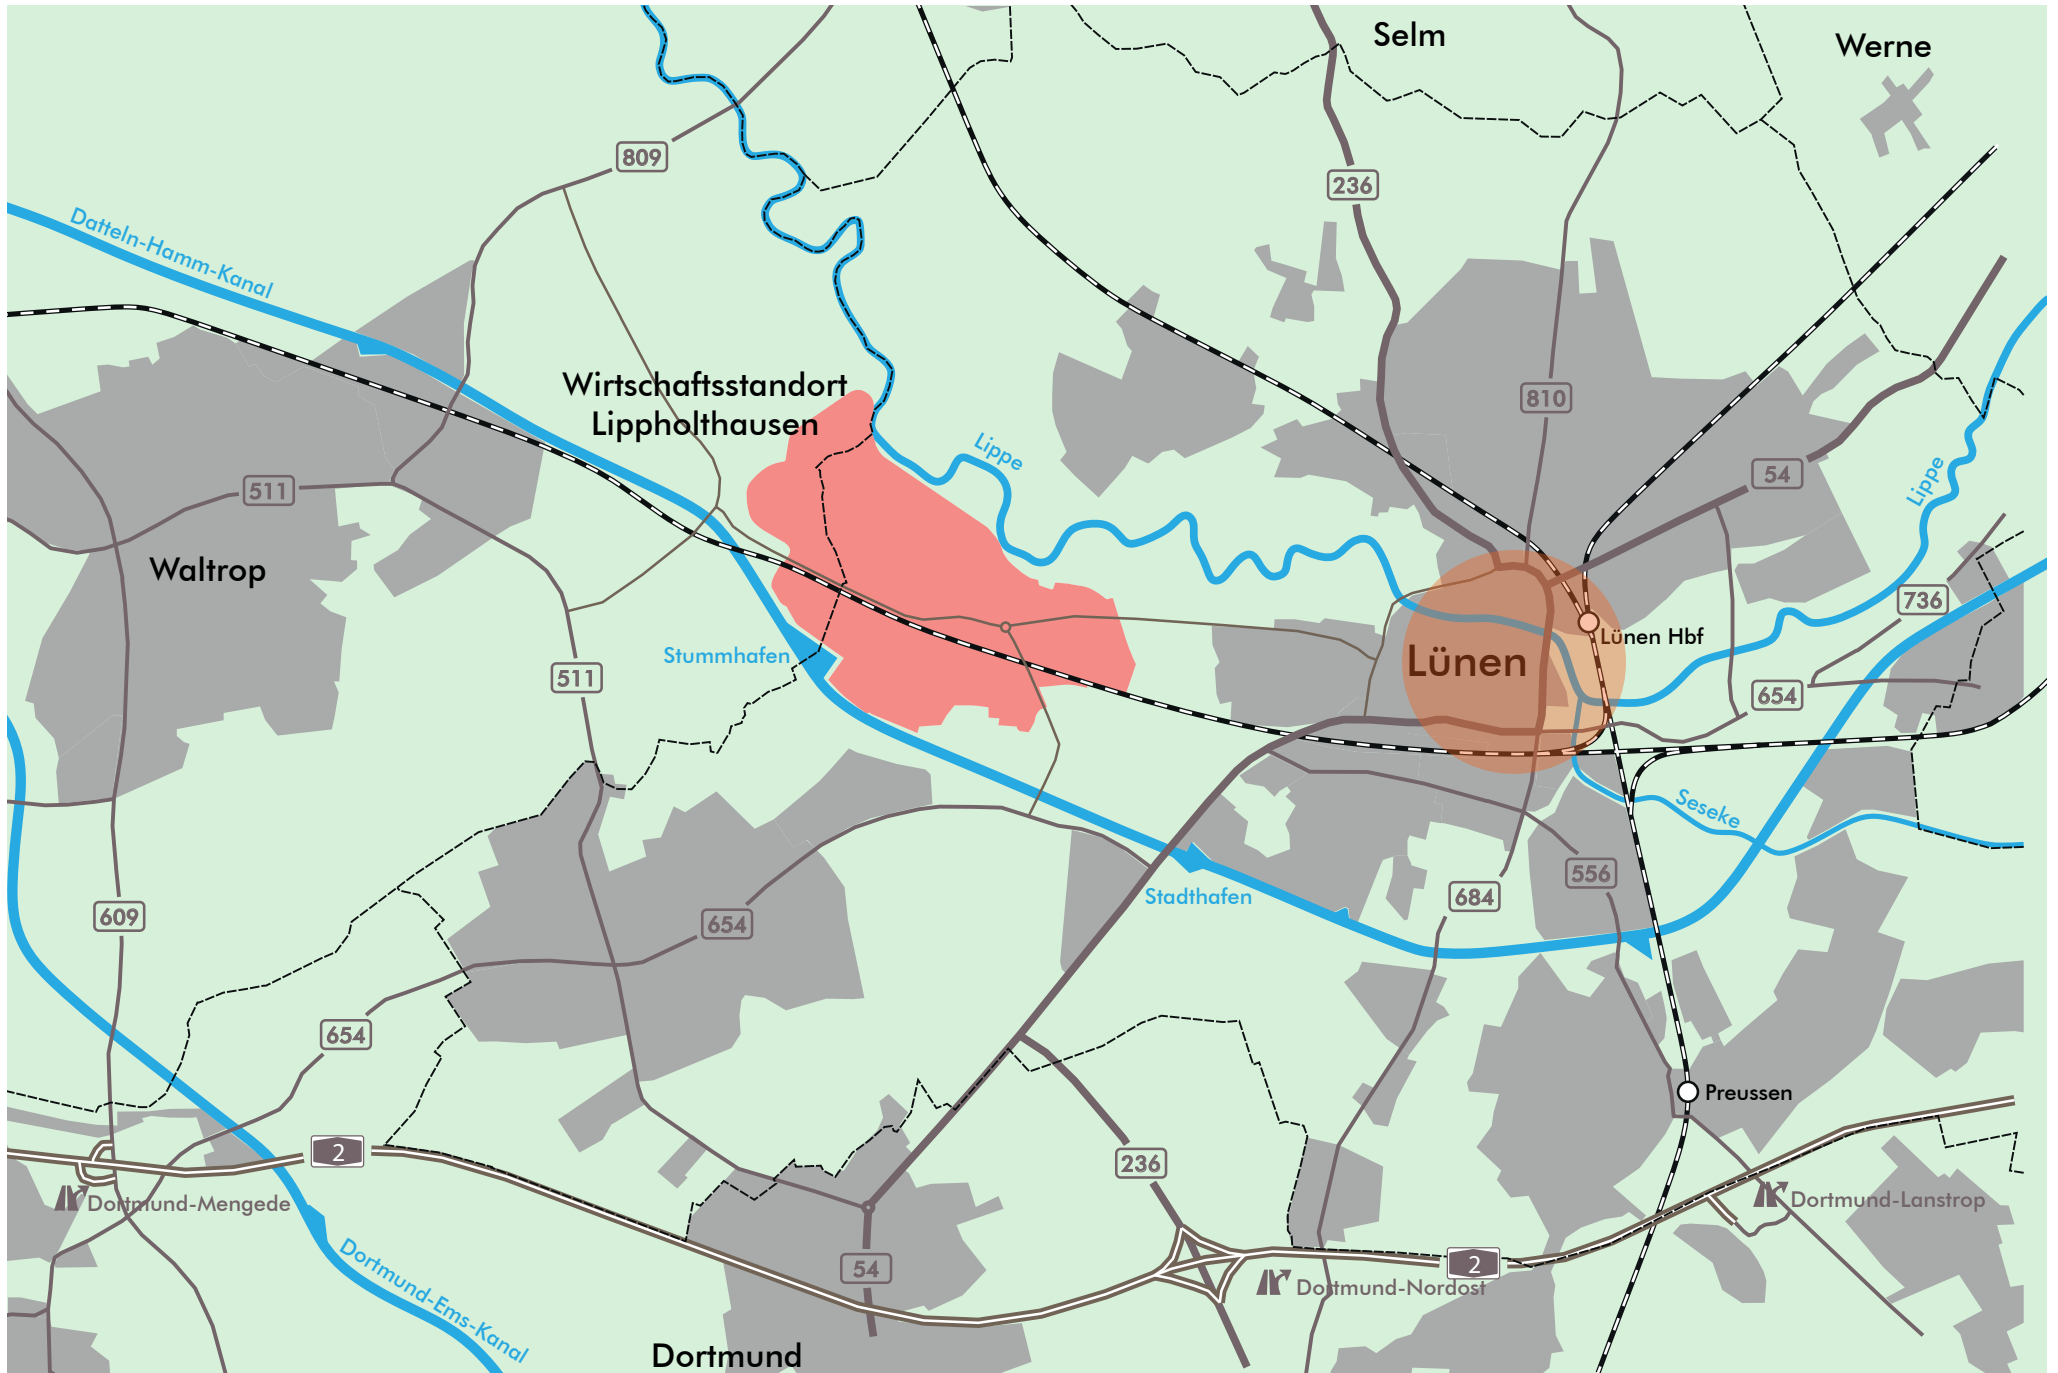 Selm
Werne
809
236
Datteln-Hamm-Kanal
Wirtschaftsstandort
Lippholthausen
810
Lippe
54
Lippe
511
Waltrop
736
Lünen Hbf
Stummhafen
Lünen
511
654
Seseke
556
Stadthafen
684
609
654
654
Preussen
2
236
Dortmund-Mengede
Dortmund-Lanstrop
Dortmund-Ems-Kanal
54
2
Dortmund-Nordost
Dortmund